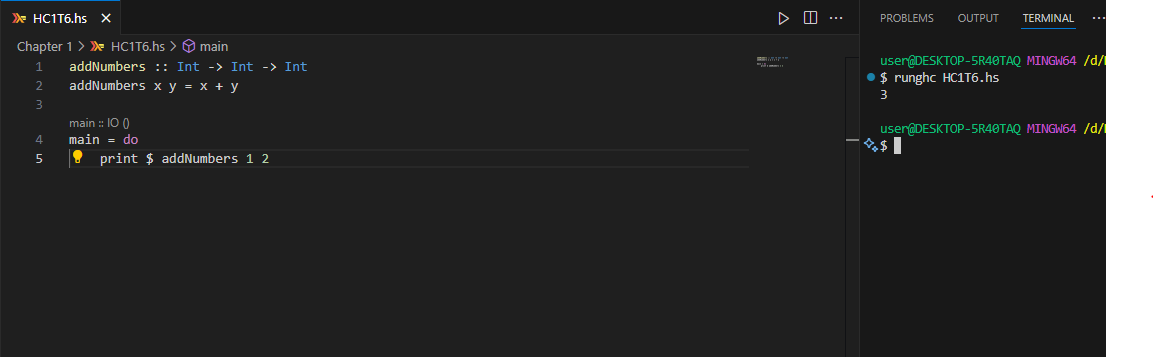 HC1T6.hs
Chapter 1 > HC1T6.hs > main
1 addNumbers :: Int -> Int -> Int
2 addNumbers x y = x + y
3
main :: IO ()
4 main = do
5 print $ addNumbers 1 2
PROBLEMS OUTPUT TERMINAL ...
user@DESKTOP-5R40TAQ MINGW64 /d/
$ runghc HC1T6.hs
3
user@DESKTOP-5R40TAQ MINGW64 /d/
$